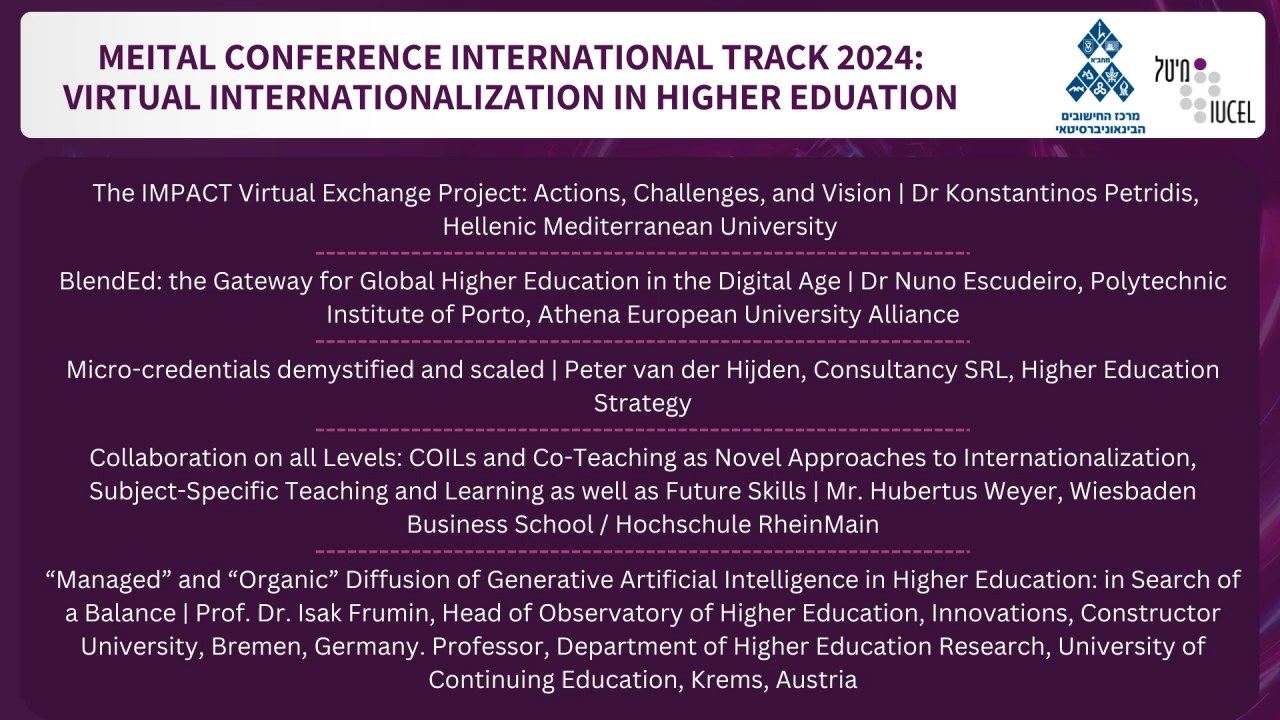 MEITAL CONFERENCE INTERNATIONAL TRACK 2024:
VIRTUAL INTERNATIONALIZATION IN HIGHER EDUATION
מחב"א
מרכז החישובים
הבינאוניברסיטאי
מיטל
IUCEL
The IMPACT Virtual Exchange Project: Actions, Challenges, and Vision | Dr Konstantinos Petridis,
Hellenic Mediterranean University
BlendEd: the Gateway for Global Higher Education in the Digital Age | Dr Nuno Escudeiro, Polytechnic
Institute of Porto, Athena European University Alliance
Micro-credentials demystified and scaled | Peter van der Hijden, Consultancy SRL, Higher Education
Strategy
Collaboration on all Levels: COILs and Co-Teaching as Novel Approaches to Internationalization,
Subject-Specific Teaching and Learning as well as Future Skills | Mr. Hubertus Weyer, Wiesbaden
Business School / Hochschule RheinMain
“Managed” and “Organic” Diffusion of Generative Artificial Intelligence in Higher Education: in Search of
a Balance | Prof. Dr. Isak Frumin, Head of Observatory of Higher Education, Innovations, Constructor
University, Bremen, Germany. Professor, Department of Higher Education Research, University of
Continuing Education, Krems, Austria